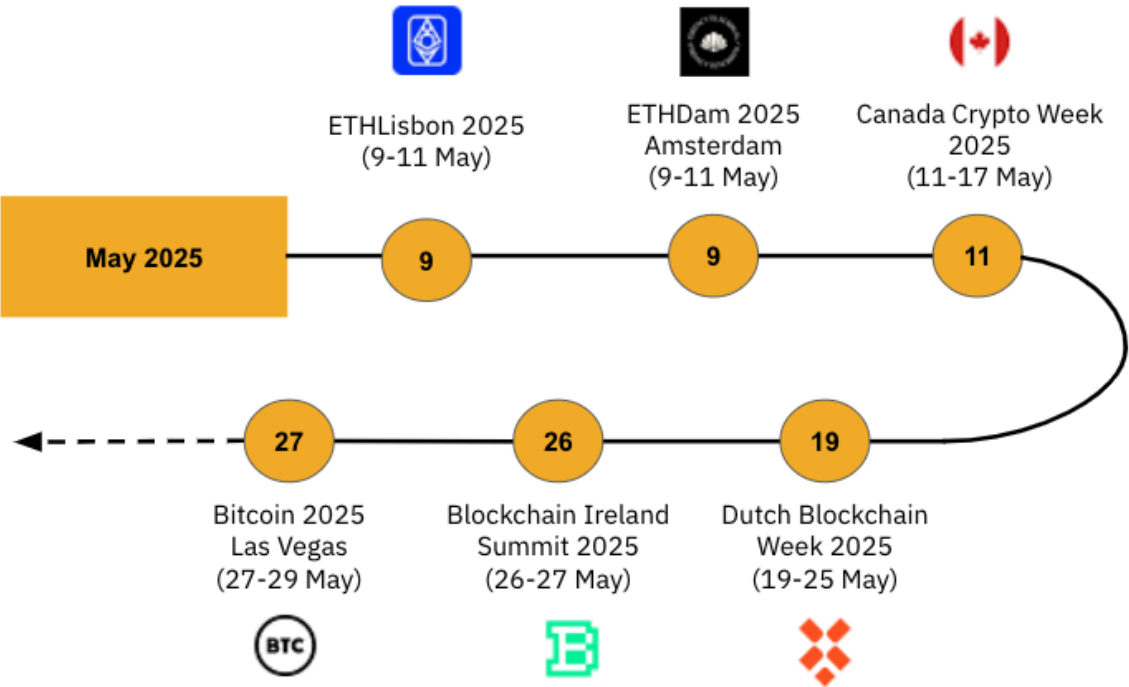 ETHLisbon 2025
(9-11 May)
ETHDam 2025
Amsterdam
(9-11 May)
Canada Crypto Week
2025
(11-17 May)
May 2025
9
9
11
19
26
27
Dutch Blockchain
Week 2025
(19-25 May)
Blockchain Ireland
Summit 2025
(26-27 May)
Bitcoin 2025
Las Vegas
(27-29 May)
BTC